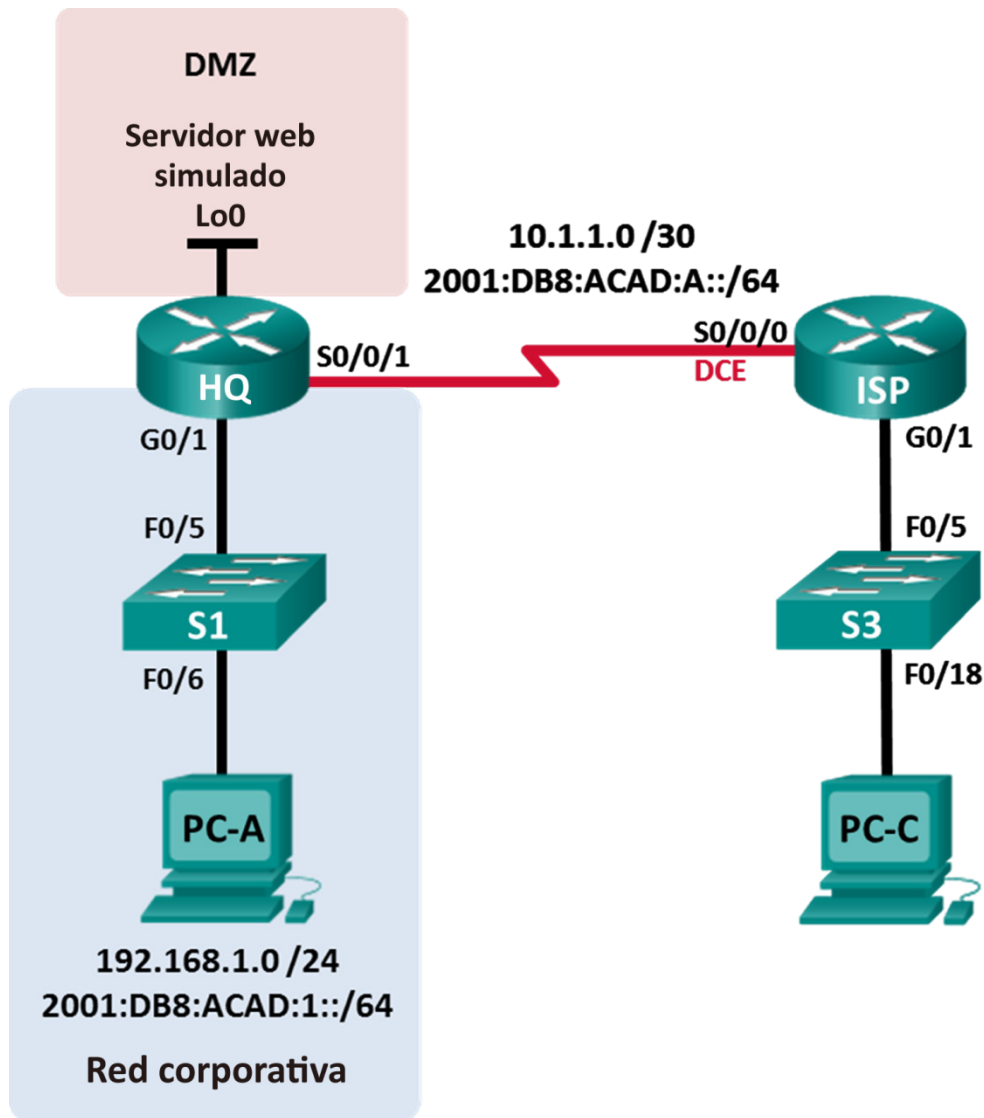 DMZ
Servidor web
simulado
Lo0
10.1.1.0 /30
2001:DB8:ACAD:A::/64
S0/0/1
S0/0/0
DCE
HQ
ISP
G0/1
G0/1
F0/5
F0/5
S1
S3
F0/6
F0/18
PC-A
PC-C
192.168.1.0 /24
2001:DB8:ACAD:1::/64
Red corporativa